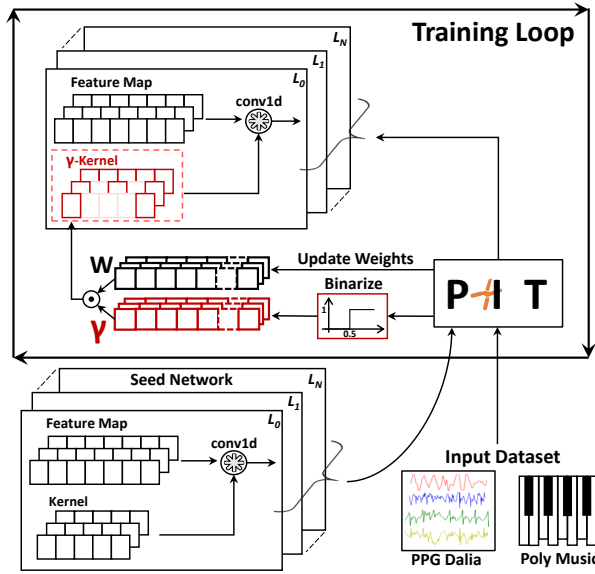 Training Loop
L_N
L_1
L_0
Feature Map
conv1d
γ-Kernel
W
Update Weights
Binarize
P I T
1
0.5
γ
Seed Network
L_N
L_1
L_0
Feature Map
conv1d
Kernel
Input Dataset
PPG Dalia
Poly Music